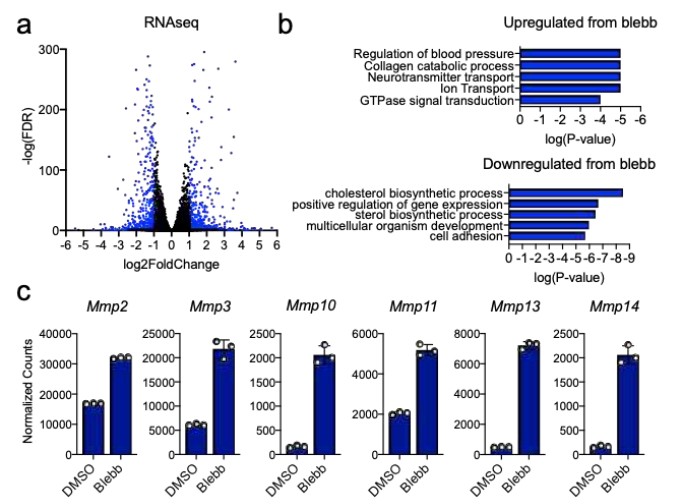 a
RNAseq
-log(FDR)
300
200
100
0
-6 -5 -4 -3 -2 -1 0 1 2 3 4 5 6
log2FoldChange
b
Upregulated from blebb
Regulation of blood pressure
Collagen catabolic process
Neurotransmitter transport
Ion Transport
GTPase signal transduction
0 -1 -2 -3 -4 -5 -6
log(P-value)
Downregulated from blebb
cholesterol biosynthetic process
positive regulation of gene expression
sterol biosynthetic process
multicellular organism development
cell adhesion
0 -1 -2 -3 -4 -5 -6 -7 -8 -9
log(P-value)
c
Normalized Counts
Mmp2
40000
30000
20000
10000
0
DMSO
Blebb
Mmp3
25000
20000
15000
10000
5000
0
DMSO
Blebb
Mmp10
2500
2000
1500
1000
500
0
DMSO
Blebb
Mmp11
6000
4000
2000
0
DMSO
Blebb
Mmp13
8000
6000
4000
2000
0
DMSO
Blebb
Mmp14
2500
2000
1500
1000
500
0
DMSO
Blebb